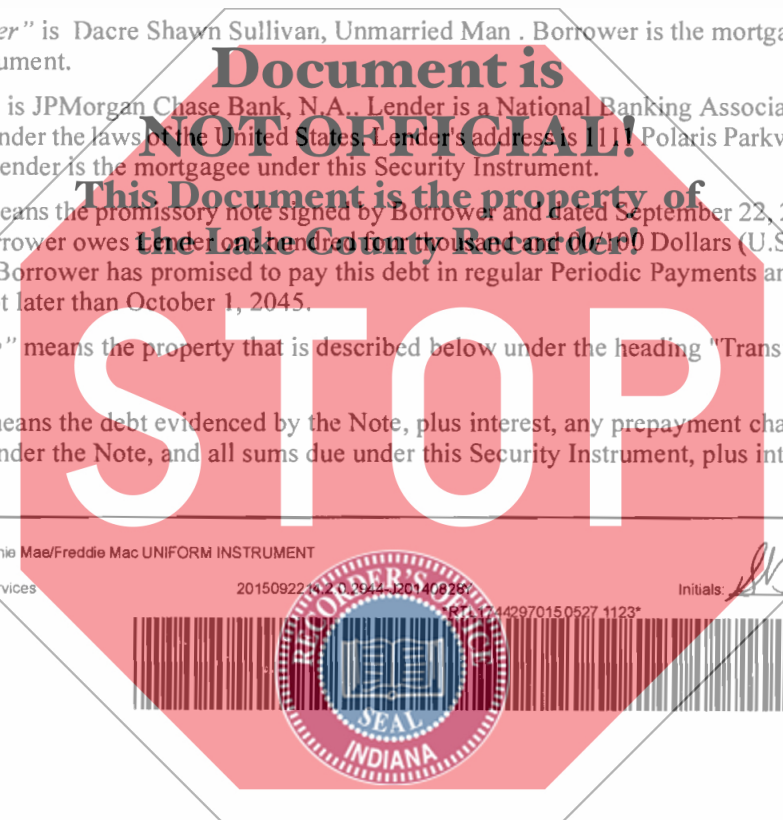 er" is Dacre Shawn Sullivan, Unmarried Man . Borrower is the mortga
ument.
Document is
is JPMorgan Chase Bank, N.A.. Lender is a National Banking Associa
NOT OFFICIAL!
nder the laws of the United States. Lender's address is 1111 Polaris Parkv
ender is the mortgagee under this Security Instrument.
This Document is the property of
eans the promissory note signed by Borrower and dated September 22,
the Lake County Recorder!
rrower owes Lender one hundred four thousand and 00/100 Dollars (U.S
Borrower has promised to pay this debt in regular Periodic Payments an
t later than October 1, 2045.
STOP
" means the property that is described below under the heading "Trans
eans the debt evidenced by the Note, plus interest, any prepayment cha
nder the Note, and all sums due under this Security Instrument, plus int
nie Mae/Freddie Mac UNIFORM INSTRUMENT
vices
Initials:
RECORDER'S OFFICE
SEAL
INDIANA